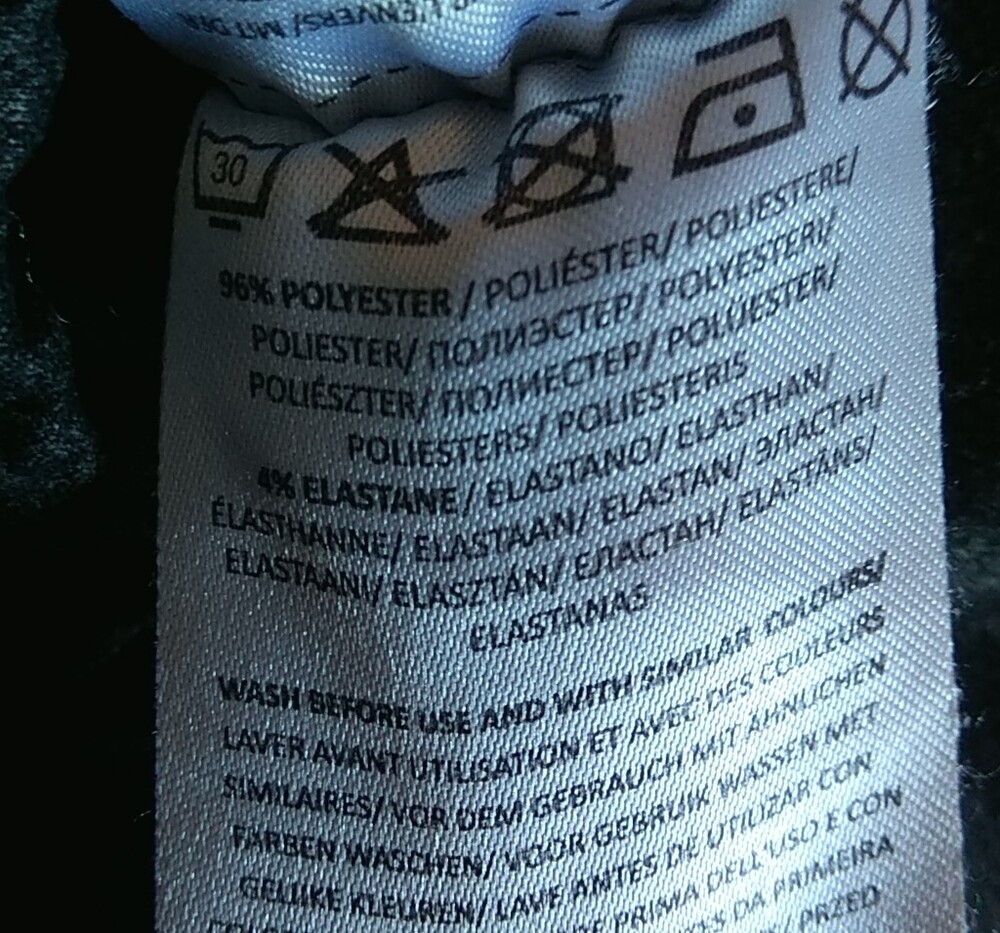 L'ENVERS/ MIT
30
96% POLYESTER / POLIÉSTER/ POLIESTERE/
POLIESTER/ ПОЛИЭСТЕР/ POLYESTERI/
POLIÉSZTER/ ПОЛИЕСТЕР/ POLÜESTER/
POLIESTERS/ POLIESTERIS
4% ELASTANE/ ELASTANO/ ELASTHAN/
ÉLASTHANNE/ ELASTAAN/ ELASTAN/ ЭЛАСТАН/
ELASTAANI/ ELASZTÁN/ ЕЛАСТАН/ ELASTĀNS/
ELASTANAS
WASH BEFORE USE AND WITH SIMILAR COLOURS/
LAVER AVANT UTILISATION ET AVEC DES COULEURS
SIMILAIRES/ VOR DEM GEBRAUCH MIT ÄHNLICHEN
FARBEN WASCHEN/ VOOR GEBRUIK WASSEN MET
GELIJKE KLEUREN/ LAVE ANTES DE UTILIZAR CON
PRIMA DELL'USO E CON
DA PRIMEIRA
PRZED